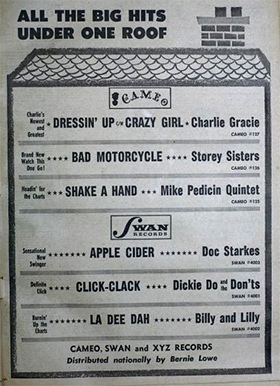 ALL THE BIG HITS
UNDER ONE ROOF
CAMEO
Charlie's Newest and Greatest • DRESSIN' UP c/w CRAZY GIRL • Charlie Gracie
CAMEO #127
Brand New Watch This One Go! •••• BAD MOTORCYCLE •••• Storey Sisters
CAMEO #126
Headin' for the Charts •••• SHAKE A HAND ••• Mike Pedicin Quintet
CAMEO #125
SWAN
RECORDS
Sensational New Swinger ••••••• APPLE CIDER ••••••• Doc Starkes
SWAN #4003
Definite Click •••• CLICK-CLACK •••• Dickie Do and the Don'ts
SWAN #4001
Burnin' Up the Charts •••• LA DEE DAH •••••• Billy and Lilly
SWAN #4002
CAMEO, SWAN and XYZ RECORDS
Distributed nationally by Bernie Lowe